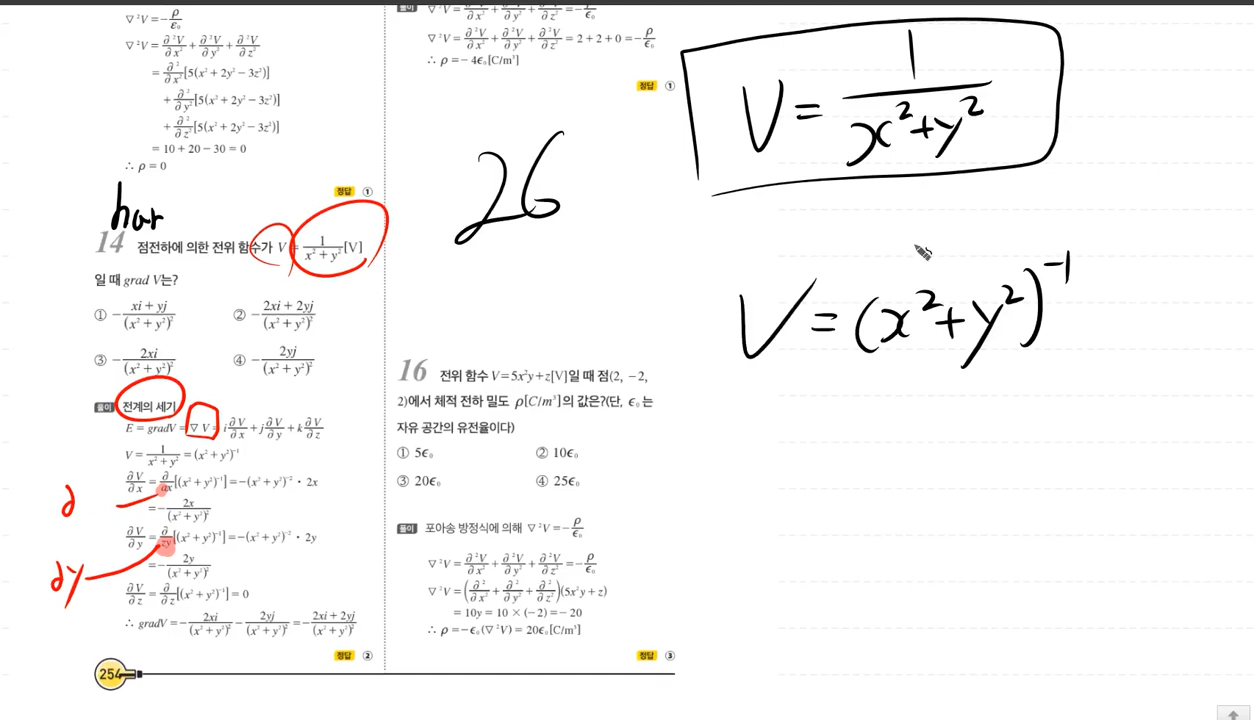 ∇²V=−ρ/ε₀
∇²V=∂²V/∂x²+∂²V/∂y²+∂²V/∂z²
=∂²/∂x²[5(x²+2y²−3z²)]
+∂²/∂y²[5(x²+2y²−3z²)]
+∂²/∂z²[5(x²+2y²−3z²)]
=10+20−30=0
∴ρ=0
정답 ①
har
14 점전하에 의한 전위 함수가 V=1/(x²+y²)[V]
일 때 grad V는?
① −(xi+yj)/(x²+y²)² ② −(2xi+2yj)/(x²+y²)²
③ −2xi/(x²+y²)² ④ −2yj/(x²+y²)²
풀이 전계의 세기
E=gradV=∇V=i∂V/∂x+j∂V/∂y+k∂V/∂z
V=1/(x²+y²)=(x²+y²)⁻¹
∂V/∂x=∂/ax[(x²+y²)⁻¹]=−(x²+y²)⁻²·2x
=−2x/(x²+y²)²
∂V/∂y=∂/zy[(x²+y²)⁻¹]=−(x²+y²)⁻²·2y
=−2y/(x²+y²)²
∂V/∂z=∂/∂z[(x²+y²)⁻¹]=0
∴gradV=−2xi/(x²+y²)²−2yj/(x²+y²)²=−(2xi+2yj)/(x²+y²)²
정답 ②
∂
∂y
254
풀이
∇²V=∂²V/∂x²+∂²V/∂y²+∂²V/∂z²=2+2+0=−ρ/ϵ₀
∴ρ=−4ϵ₀[C/m³]
정답 ①
26
16 전위 함수 V=5x²y+z[V]일 때 점(2, −2,
2)에서 체적 전하 밀도 ρ[C/m³]의 값은?(단, ϵ₀는
자유 공간의 유전율이다)
① 5ϵ₀ ② 10ϵ₀
③ 20ϵ₀ ④ 25ϵ₀
풀이 포아송 방정식에 의해 ∇²V=−ρ/ϵ₀
∇²V=∂²V/∂x²+∂²V/∂y²+∂²V/∂z²=−ρ/ϵ₀
∇²V=(∂²/∂x²+∂²/∂y²+∂²/∂z²)(5x²y+z)
=10y=10×(−2)=−20
∴ρ=−ϵ₀(∇²V)=20ϵ₀[C/m³]
정답 ③
V=1/(x²+y²)
V=(x²+y²)⁻¹